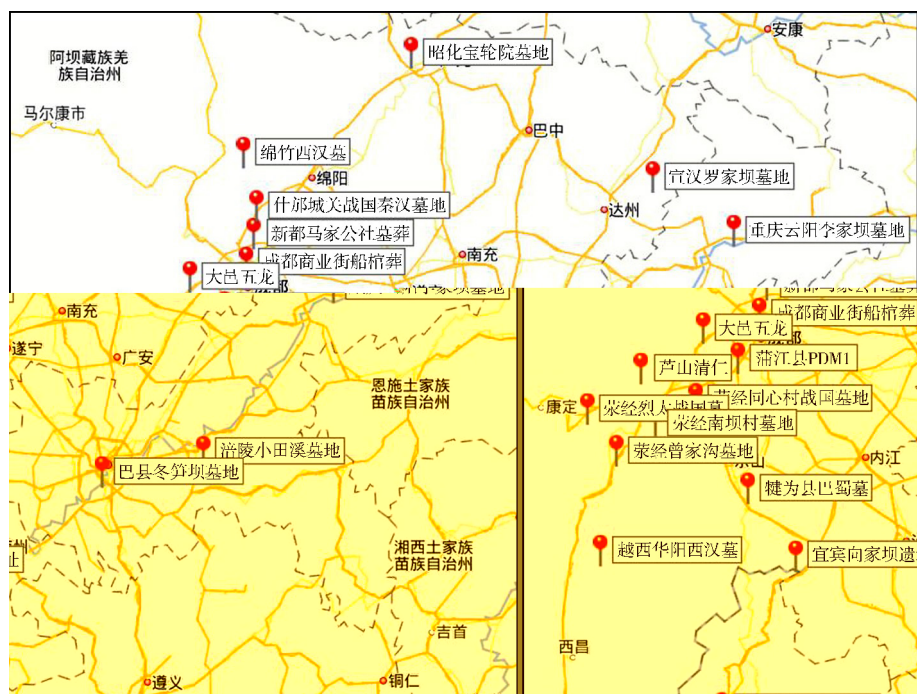 安康
昭化宝轮院墓地
阿坝藏族羌
族自治州
马尔康市
巴中
绵竹西汉墓
绵阳
宣汉罗家坝墓地
什邡城关战国秦汉墓地
达州
新都马家公社墓葬
重庆云阳李家坝墓地
成都商业街船棺葬
南充
大邑五龙
南充
遂宁
广安
恩施土家族
苗族自治州
涪陵小田溪墓地
巴县冬笋坝墓地
湘西土家族
苗族自治州
吉首
遵义
铜仁
成都商业街船棺葬
大邑五龙
蒲江县PDM1
芦山清仁
康定
荥经同心村战国墓地
荥经烈太战国墓
荥经南坝村墓地
荥经曾家沟墓地
内江
犍为县巴蜀墓
越西华阳西汉墓
宜宾向家坝遗
西昌